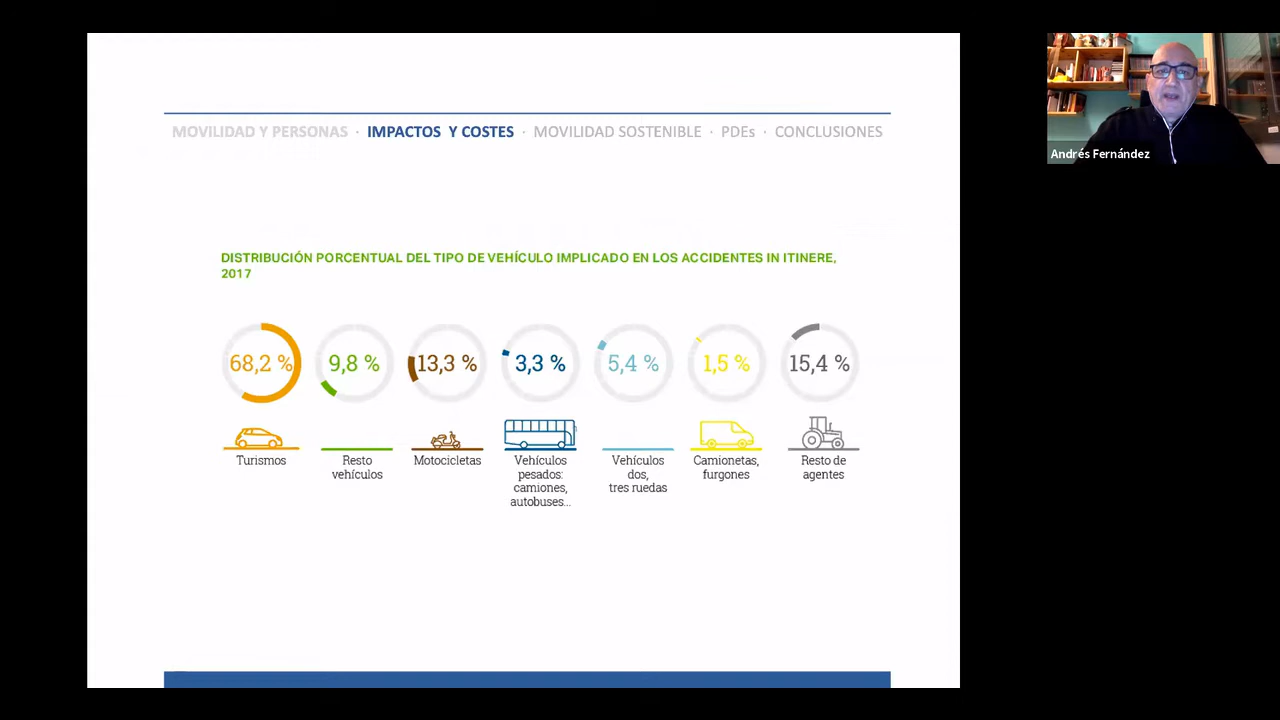 MOVILIDAD Y PERSONAS · IMPACTOS Y COSTES · MOVILIDAD SOSTENIBLE · PDEs · CONCLUSIONES
Andrés Fernández
DISTRIBUCIÓN PORCENTUAL DEL TIPO DE VEHÍCULO IMPLICADO EN LOS ACCIDENTES IN ITINERE,
2017
68,2 %
9,8 %
13,3 %
3,3 %
5,4 %
1,5 %
15,4 %
Turismos
Resto
vehículos
Motocicletas
Vehículos
pesados:
camiones,
autobuses...
Vehículos
dos,
tres ruedas
Camionetas,
furgones
Resto de
agentes